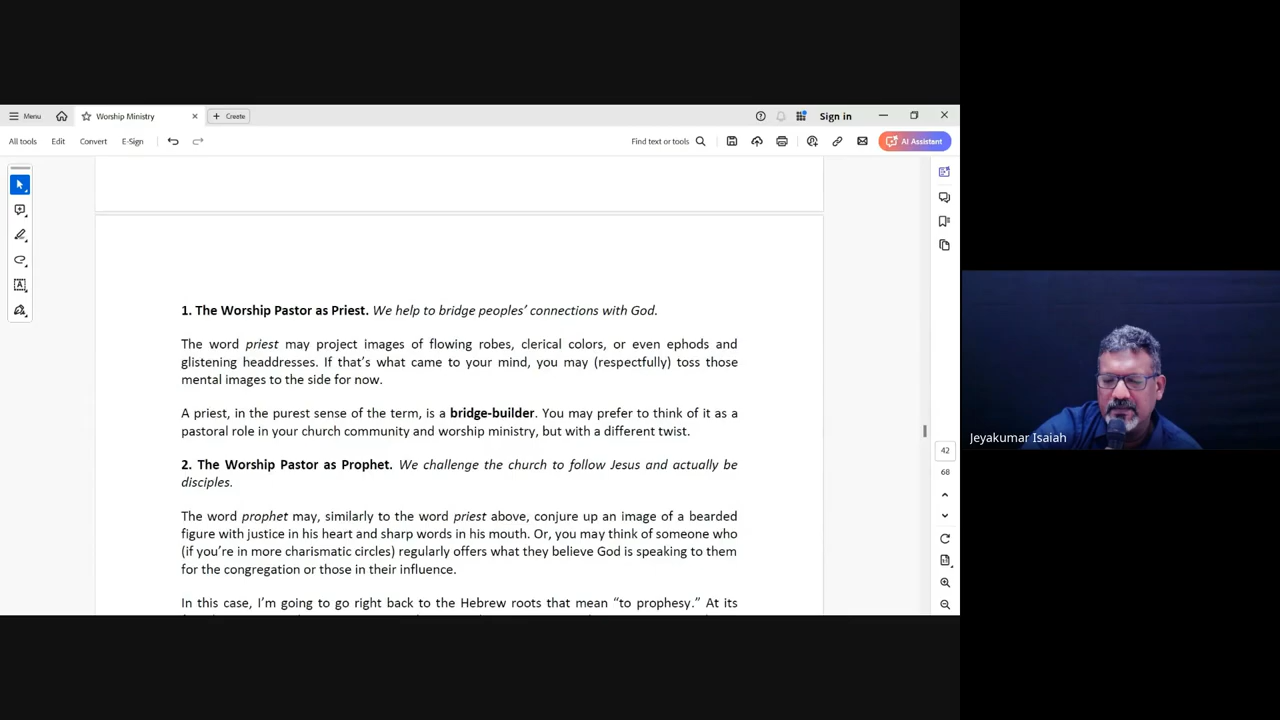 Menu
Worship Ministry
Create
Sign in
All tools
Edit
Convert
E-Sign
Find text or tools
AI Assistant
1. The Worship Pastor as Priest. We help to bridge peoples’ connections with God.
The word priest may project images of flowing robes, clerical colors, or even ephods and
glistening headdresses. If that’s what came to your mind, you may (respectfully) toss those
mental images to the side for now.
A priest, in the purest sense of the term, is a bridge-builder. You may prefer to think of it as a
pastoral role in your church community and worship ministry, but with a different twist.
2. The Worship Pastor as Prophet. We challenge the church to follow Jesus and actually be
disciples.
The word prophet may, similarly to the word priest above, conjure up an image of a bearded
figure with justice in his heart and sharp words in his mouth. Or, you may think of someone who
(if you’re in more charismatic circles) regularly offers what they believe God is speaking to them
for the congregation or those in their influence.
In this case, I’m going to go right back to the Hebrew roots that mean “to prophesy.” At its
42
68
Jeyakumar Isaiah